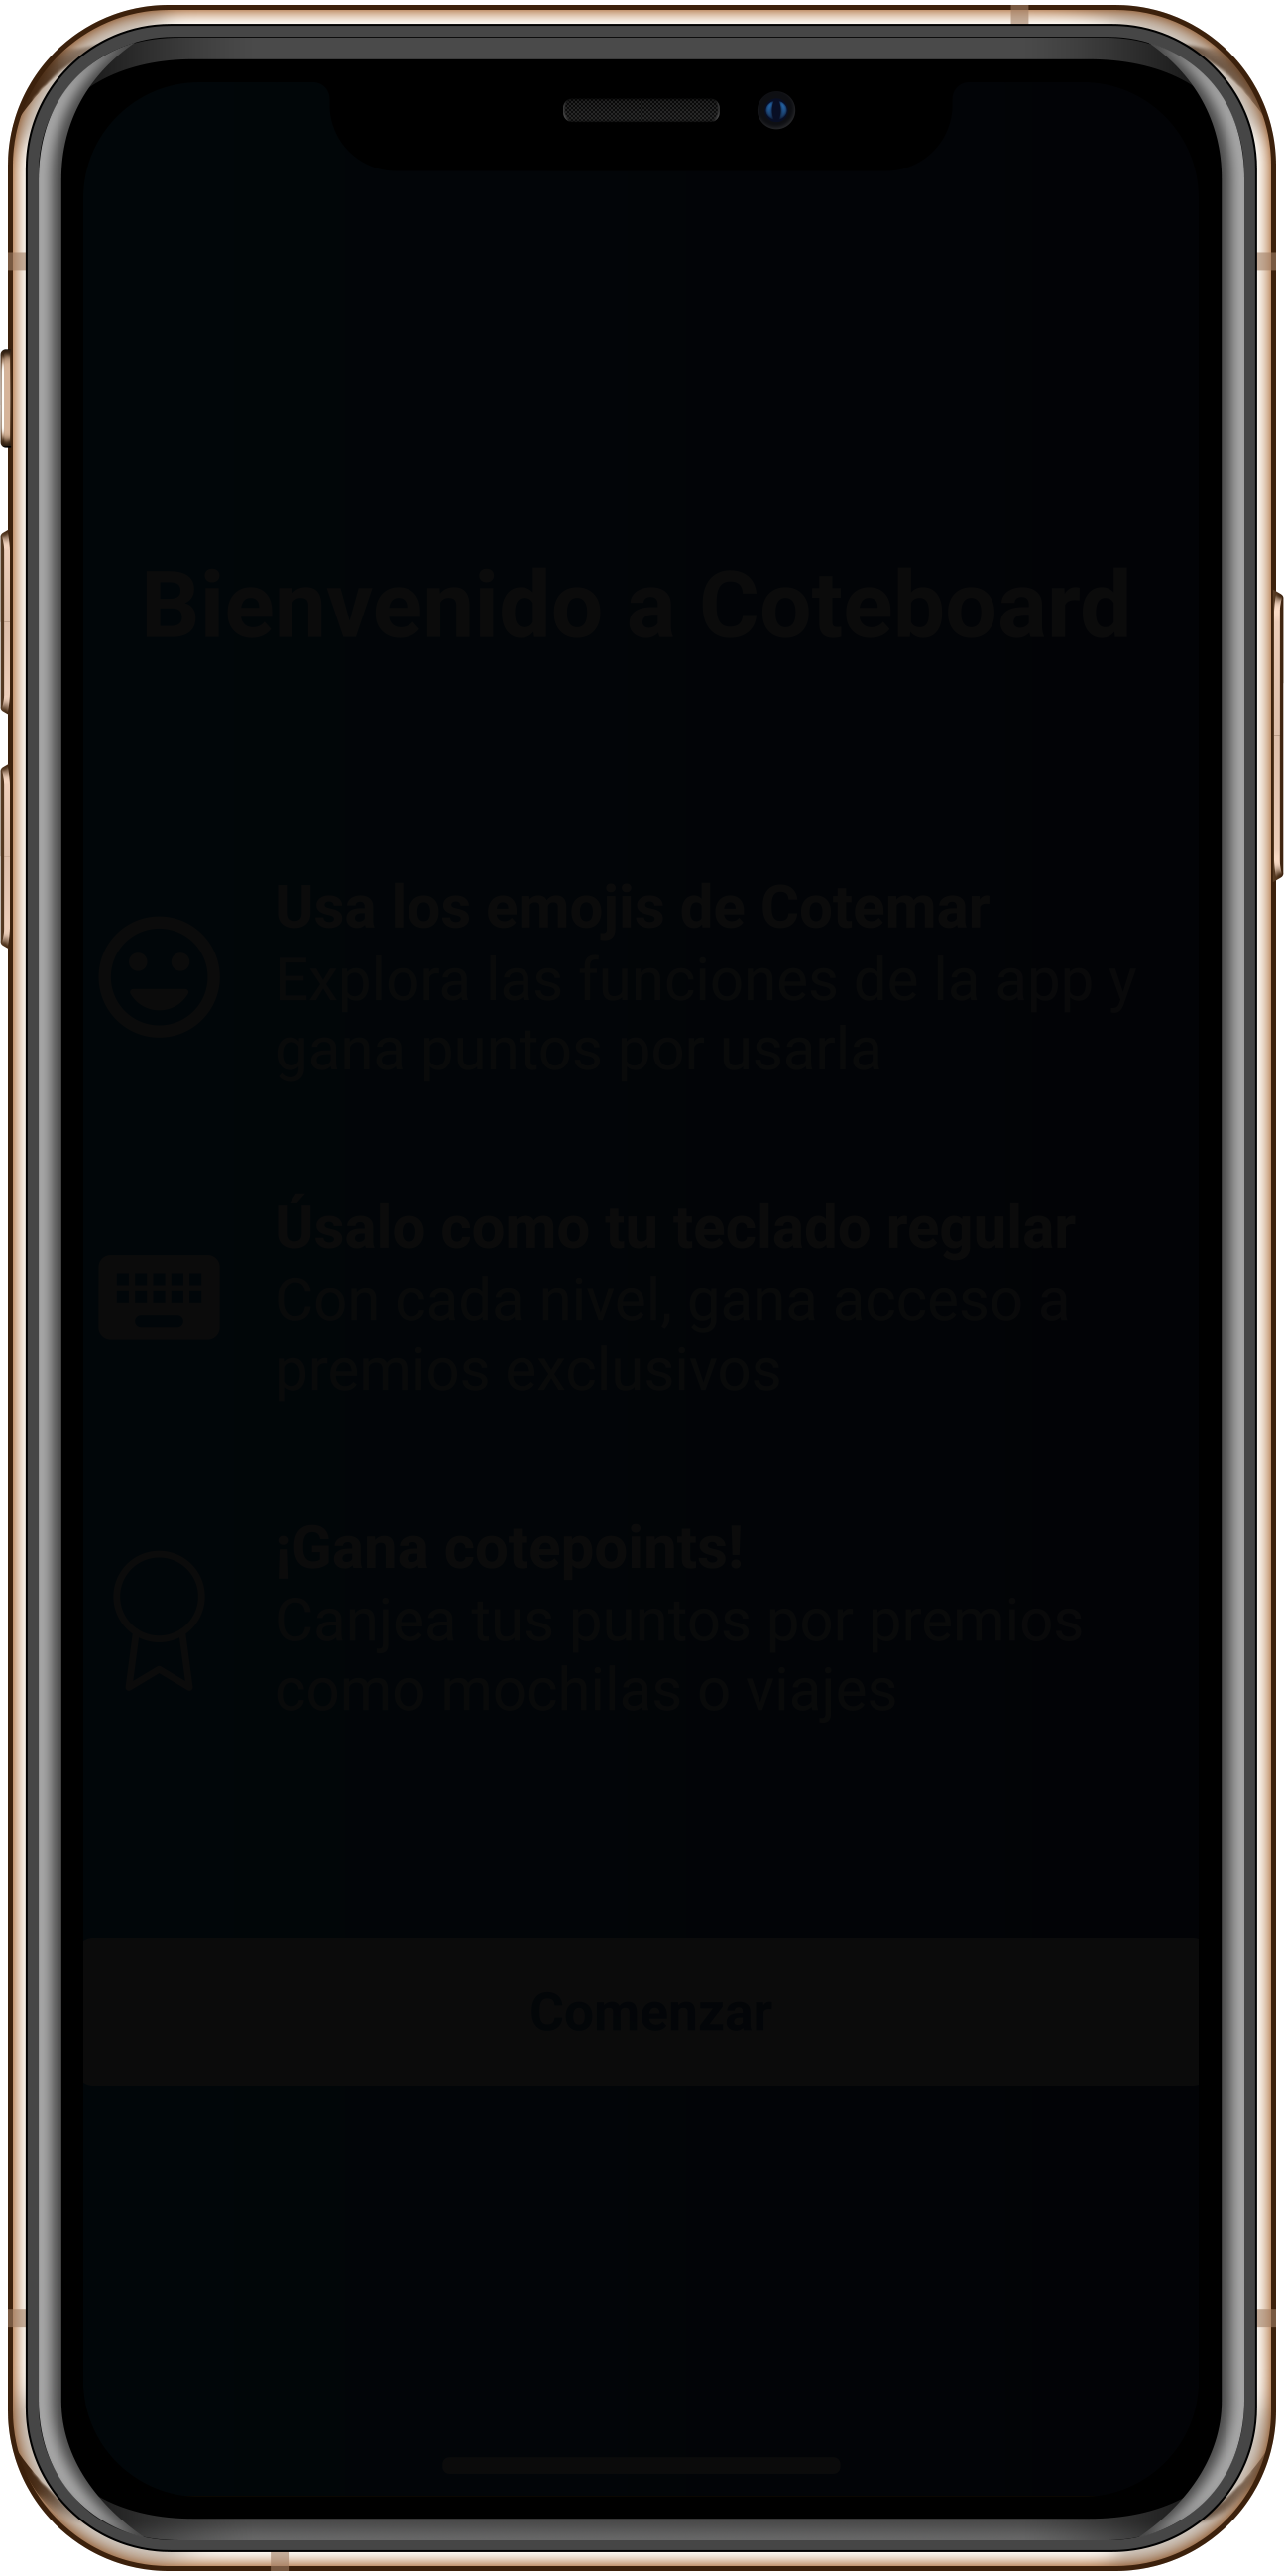 Bienvenido a Coteboard
Usa los emojis de Cotemar
Explora las funciones de la app y
gana puntos por usarla
Úsalo como tu teclado regular
Con cada nivel, gana acceso a
premios exclusivos
¡Gana cotepoints!
Canjea tus puntos por premios
como mochilas o viajes
Comenzar